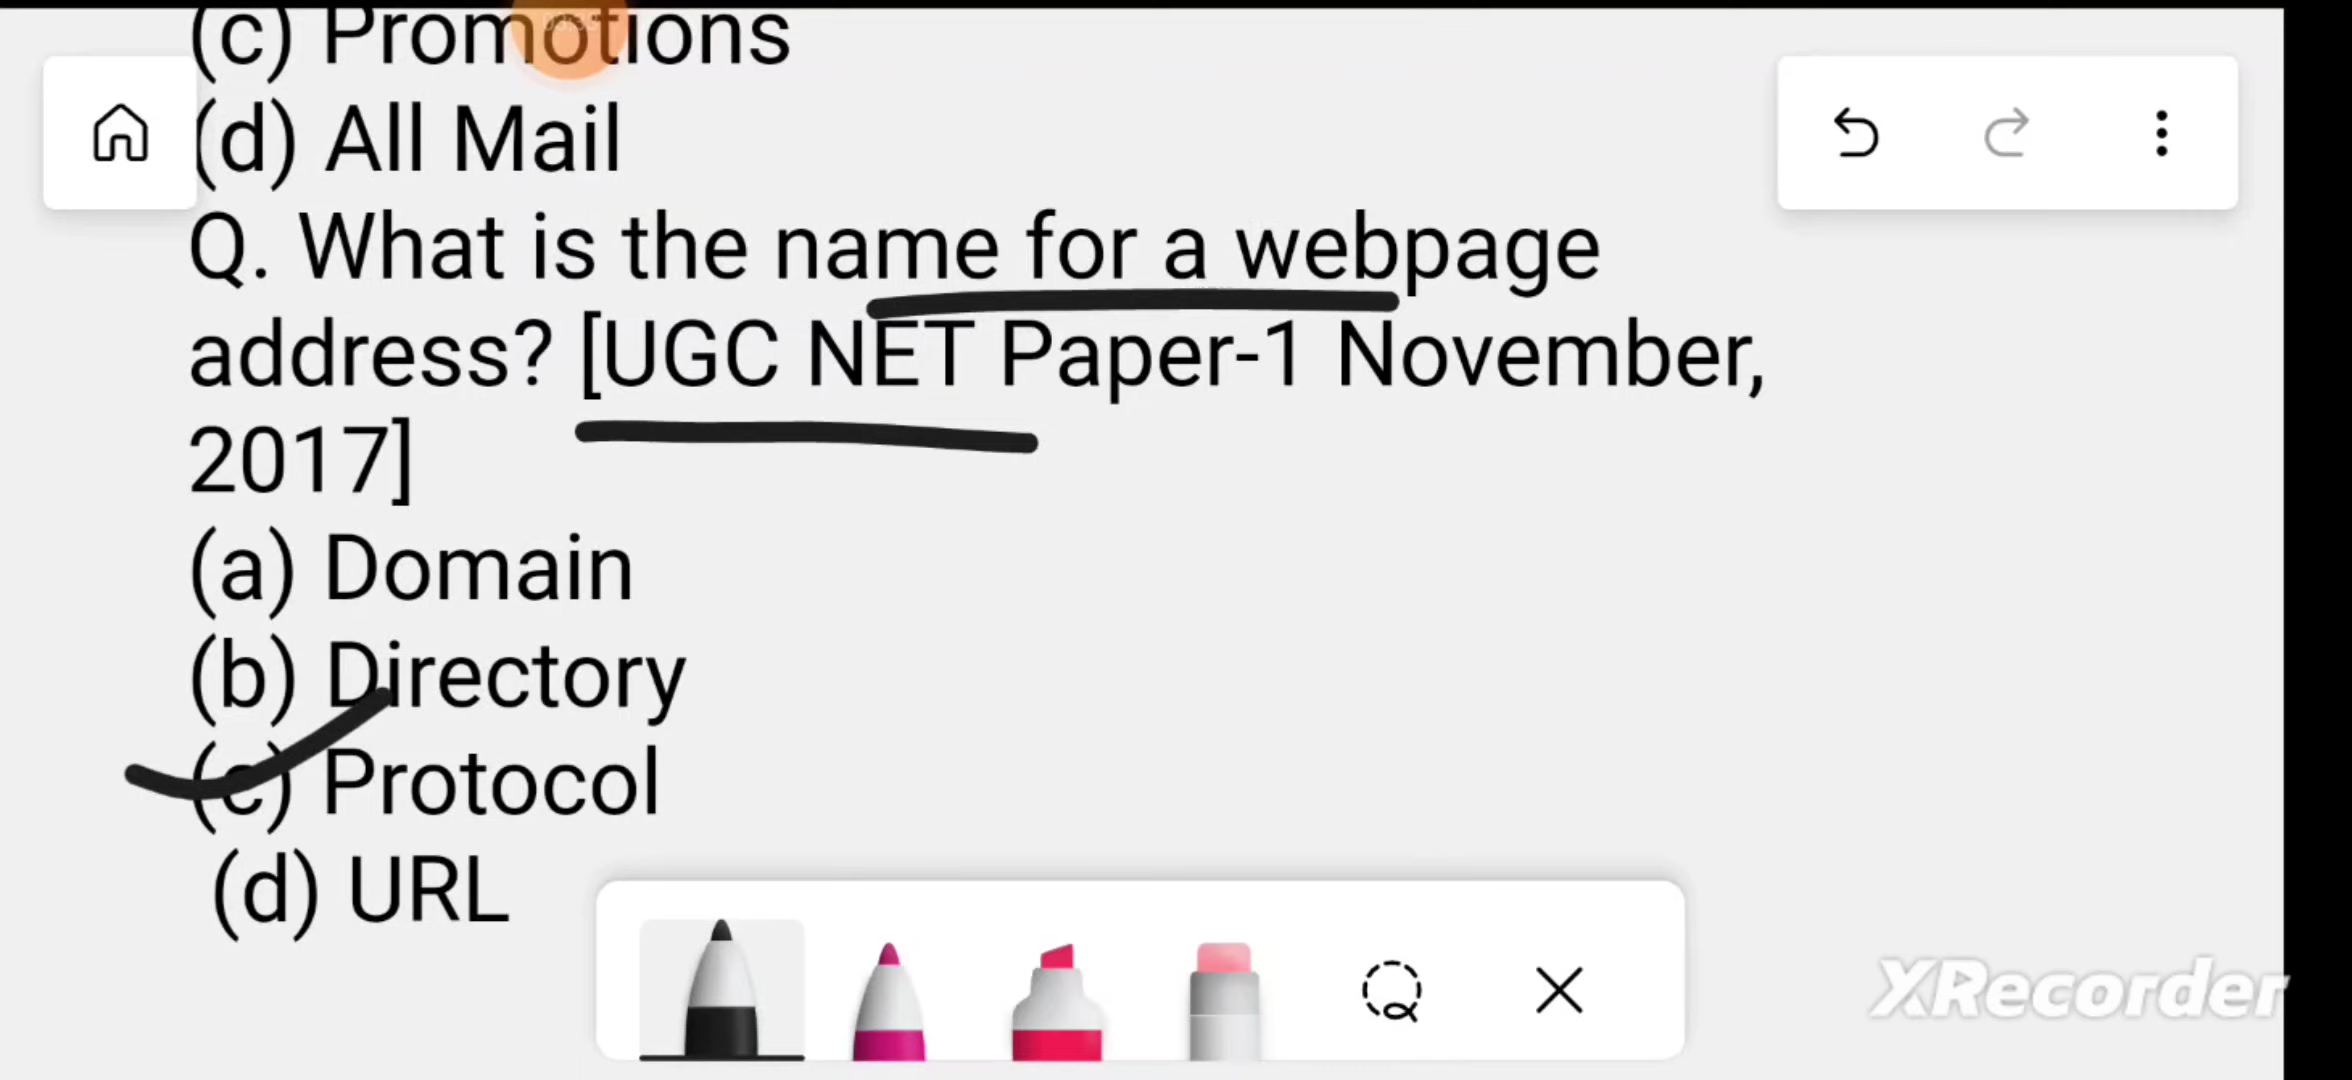 (c) Promotions
(d) All Mail
Q. What is the name for a webpage
address? [UGC NET Paper-1 November,
2017]
(a) Domain
(b) Directory
(c) Protocol
(d) URL
XRecorder